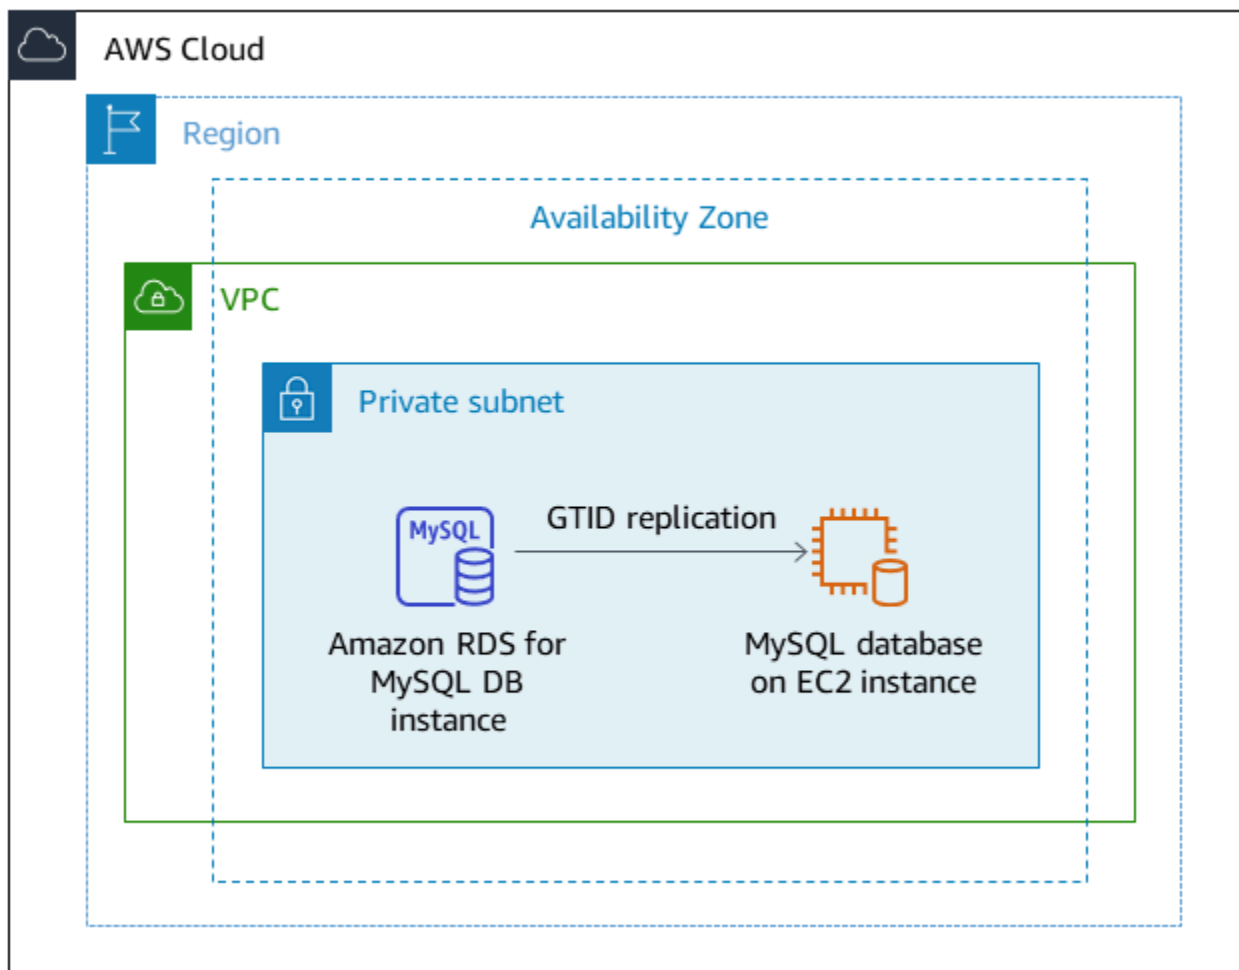 AWS Cloud
Region
Availability Zone
VPC
Private subnet
GTID replication
MySQL
Amazon RDS for
MySQL DB
instance
MySQL database
on EC2 instance